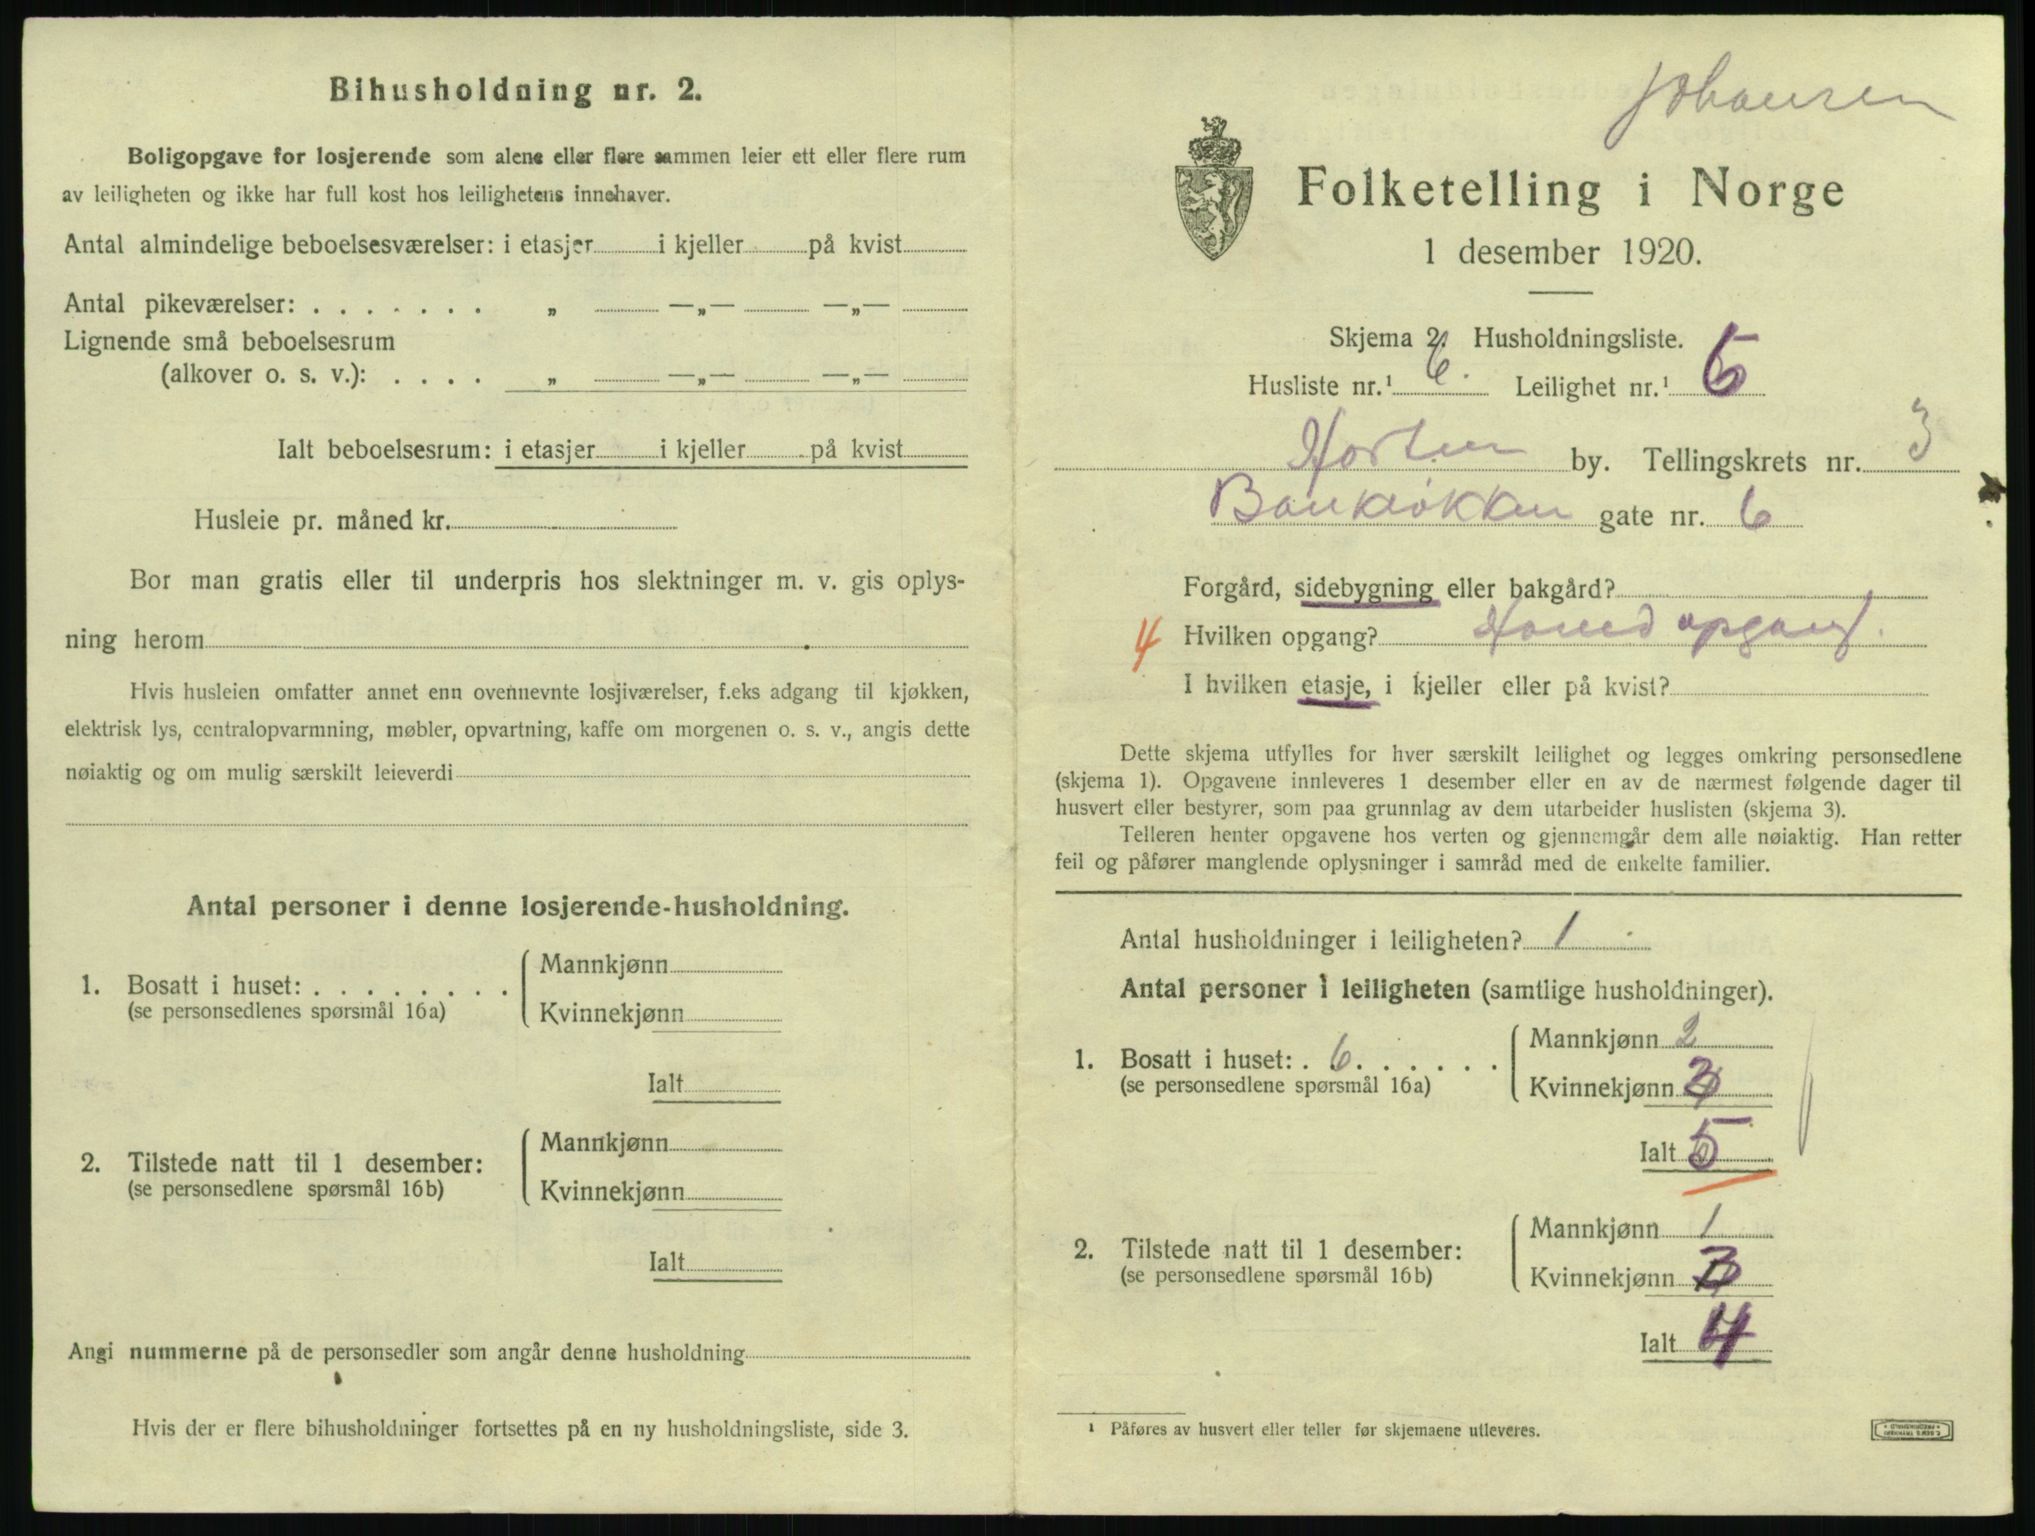 Bihusholdning nr. 2.
Boligopgave for losjerende som alene eller flere sammen leier ett eller flere rum
av leiligheten og ikke har full kost hos leilighetens innehaver.
Antal almindelige beboelsesværelser: i etasjer i kjeller på kvist
Antal pikeværelser: . . . . . . . „ —„— —„—
Lignende små beboelsesrum
(alkover o. s. v.): . . . . „ —„— —„—
Ialt beboelsesrum: i etasjer i kjeller på kvist
Husleie pr. måned kr.
Bor man gratis eller til underpris hos slektninger m. v. gis oplys-
ning herom
Hvis husleien omfatter annet enn ovennevnte losjiværelser, f.eks adgang til kjøkken,
elektrisk lys, centralopvarmning, møbler, opvartning, kaffe om morgenen o. s. v., angis dette
nøiaktig og om mulig særskilt leieverdi
Antal personer i denne losjerende-husholdning.
1. Bosatt i huset: . . . . . . . . Mannkjønn
(se personsedlenes spørsmål 16a) Kvinnekjønn
Ialt
2. Tilstede natt til 1 desember: Mannkjønn
(se personsedlene spørsmål 16b) Kvinnekjønn
Ialt
Angi nummerne på de personsedler som angår denne husholdning
Hvis der er flere bihusholdninger fortsettes på en ny husholdningsliste, side 3.
Johansen
Folketelling i Norge
1 desember 1920.
Skjema 2. Husholdningsliste.
Husliste nr.¹ 6. Leilighet nr.¹ 5
Horten by. Tellingskrets nr. 3
Bankløkken gate nr. 6
Forgård, sidebygning eller bakgård?
4 Hvilken opgang? Hovedopgang.
I hvilken etasje, i kjeller eller på kvist?
Dette skjema utfylles for hver særskilt leilighet og legges omkring personsedlene
(skjema 1). Opgavene innleveres 1 desember eller en av de nærmest følgende dager til
husvert eller bestyrer, som paa grunnlag av dem utarbeider huslisten (skjema 3).
Telleren henter opgavene hos verten og gjennemgår dem alle nøiaktig. Han retter
feil og påfører manglende oplysninger i samråd med de enkelte familier.
Antal husholdninger i leiligheten? 1
Antal personer i leiligheten (samtlige husholdninger).
1. Bosatt i huset: . 6. . . . . . Mannkjønn 2
(se personsedlene spørsmål 16a) Kvinnekjønn 3
Ialt 5
2. Tilstede natt til 1 desember: Mannkjønn 1
(se personsedlene spørsmål 16b) Kvinnekjønn 3
Ialt 4
¹ Påføres av husvert eller teller før skjemaene utleveres.